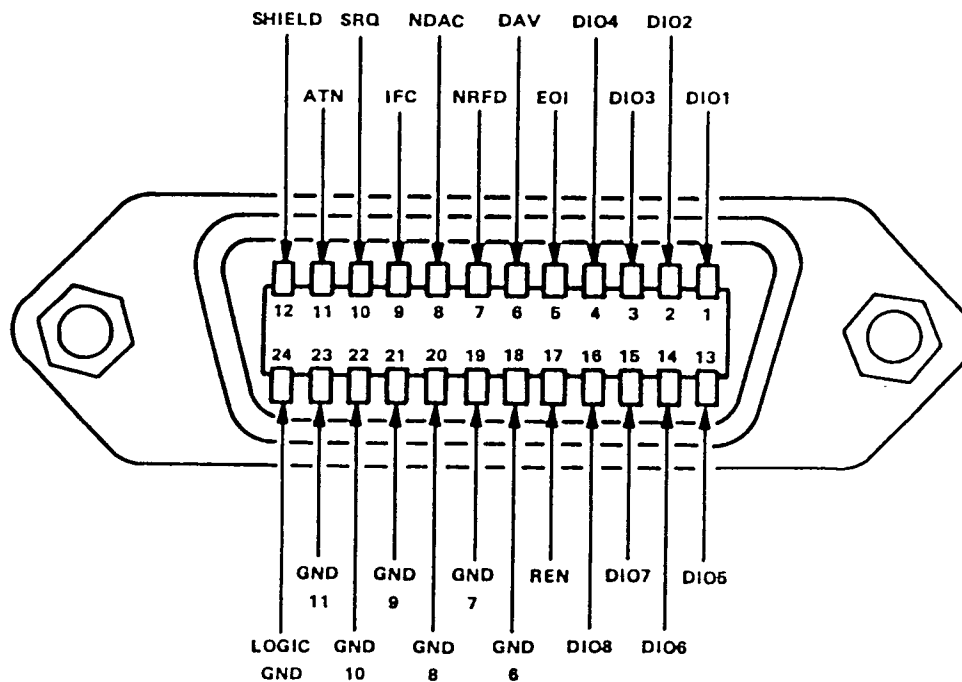 SHIELD SRQ NDAC DAV DIO4 DIO2
ATN IFC NRFD EOI DIO3 DIO1
12 11 10 9 8 7 6 5 4 3 2 1
24 23 22 21 20 19 18 17 16 15 14 13
GND GND GND REN DIO7 DIO5
11 9 7
LOGIC GND GND GND DIO8 DIO6
GND 10 8 6